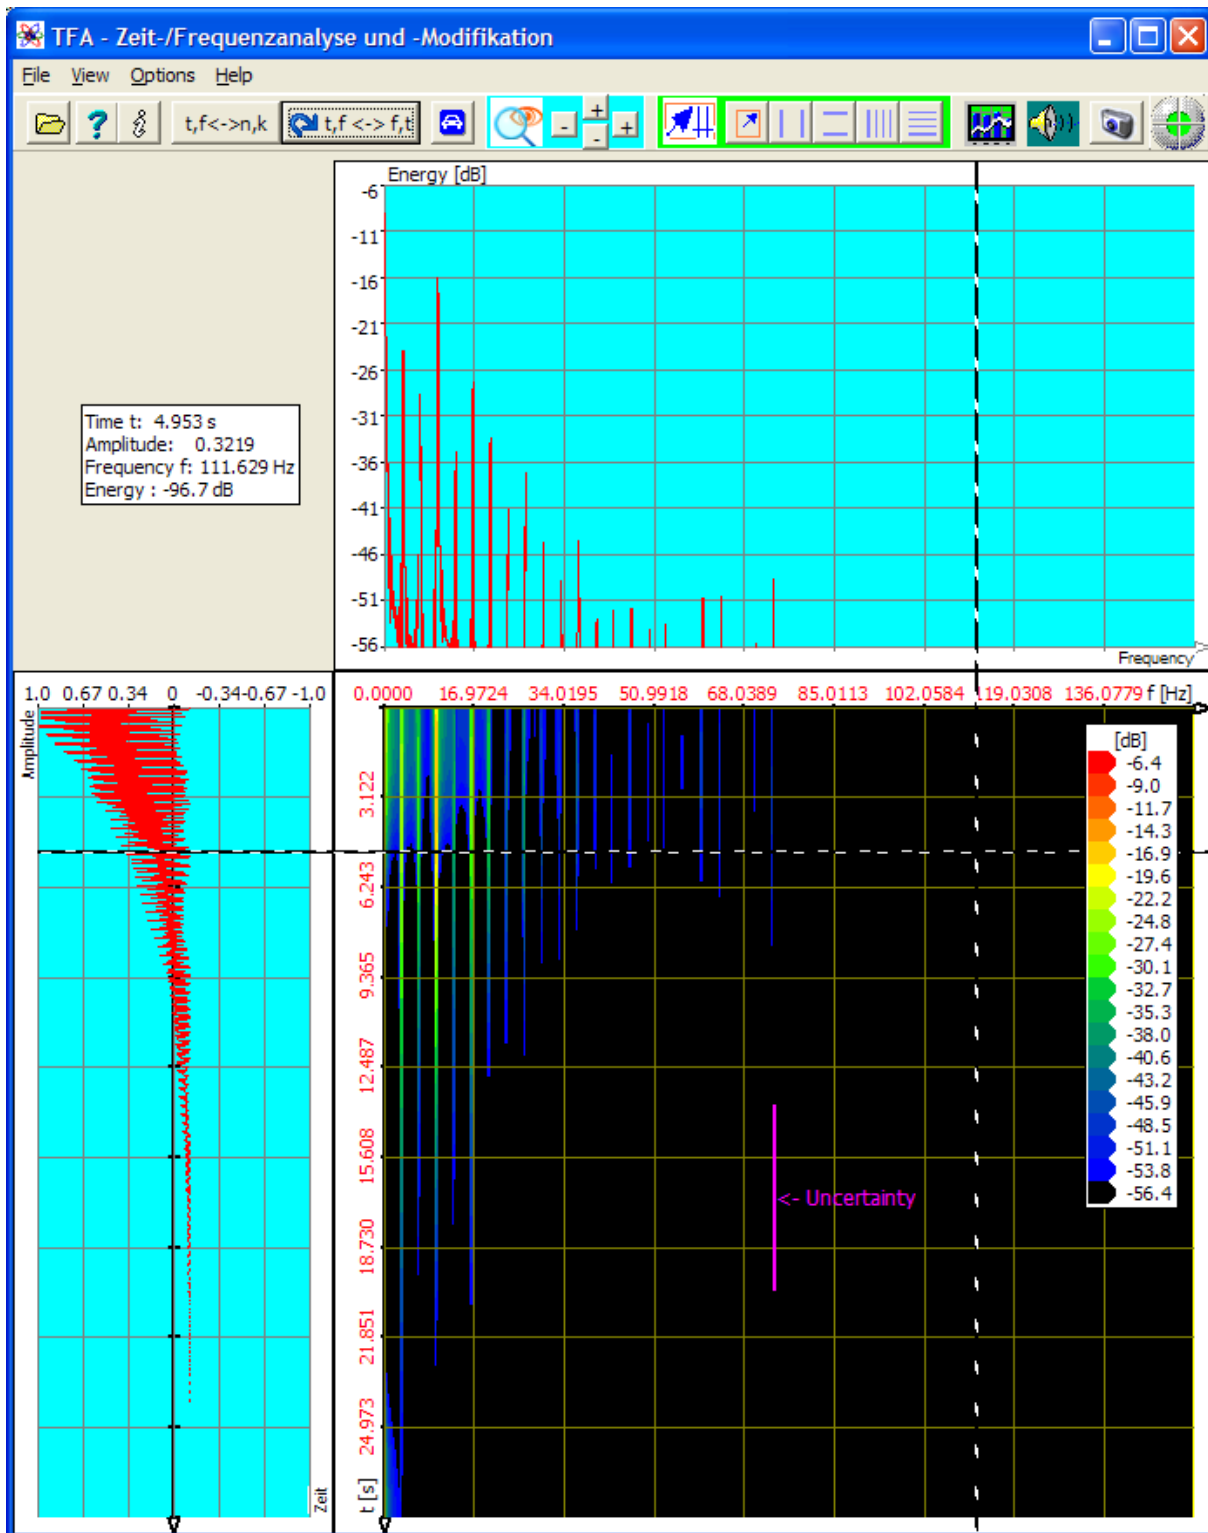 TFA - Zeit-/Frequenzanalyse und -Modifikation
File View Options Help
t,f<->n,k t,f <-> f,t - + - +
Energy [dB]
-6
-11
-16
-21
-26
-31
-36
-41
-46
-51
-56
Frequency
Time t: 4.953 s
Amplitude: 0.3219
Frequency f: 111.629 Hz
Energy : -96.7 dB
1.0 0.67 0.34 0 -0.34 -0.67 -1.0
Amplitude
Zeit
0.0000 16.9724 34.0195 50.9918 68.0389 85.0113 102.0584 119.0308 136.0779 f [Hz]
3.122
6.243
9.365
12.487
15.608
18.730
21.851
24.973
t [s]
<- Uncertainty
[dB]
-6.4
-9.0
-11.7
-14.3
-16.9
-19.6
-22.2
-24.8
-27.4
-30.1
-32.7
-35.3
-38.0
-40.6
-43.2
-45.9
-48.5
-51.1
-53.8
-56.4